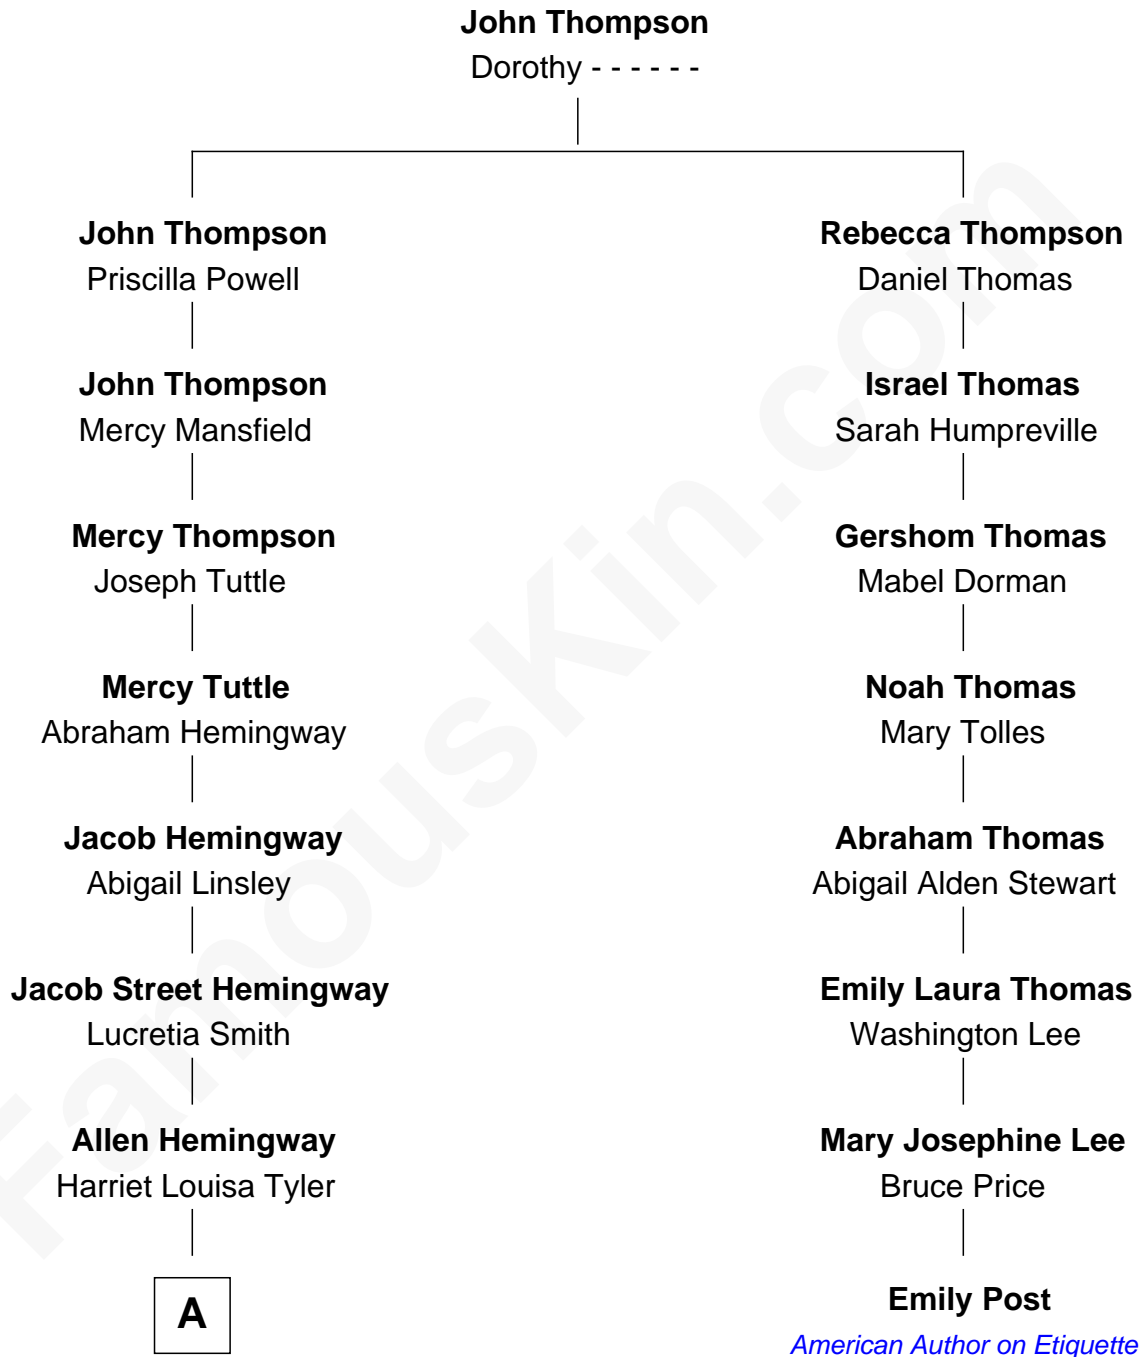 John Thompson
Dorothy - - - - - -
John Thompson
Priscilla Powell
Rebecca Thompson
Daniel Thomas
John Thompson
Mercy Mansfield
Israel Thomas
Sarah Humpreville
Mercy Thompson
Joseph Tuttle
Gershom Thomas
Mabel Dorman
Mercy Tuttle
Abraham Hemingway
Noah Thomas
Mary Tolles
Jacob Hemingway
Abigail Linsley
Abraham Thomas
Abigail Alden Stewart
Jacob Street Hemingway
Lucretia Smith
Emily Laura Thomas
Washington Lee
Allen Hemingway
Harriet Louisa Tyler
Mary Josephine Lee
Bruce Price
A
Emily Post
American Author on Etiquette
FamousKin.com